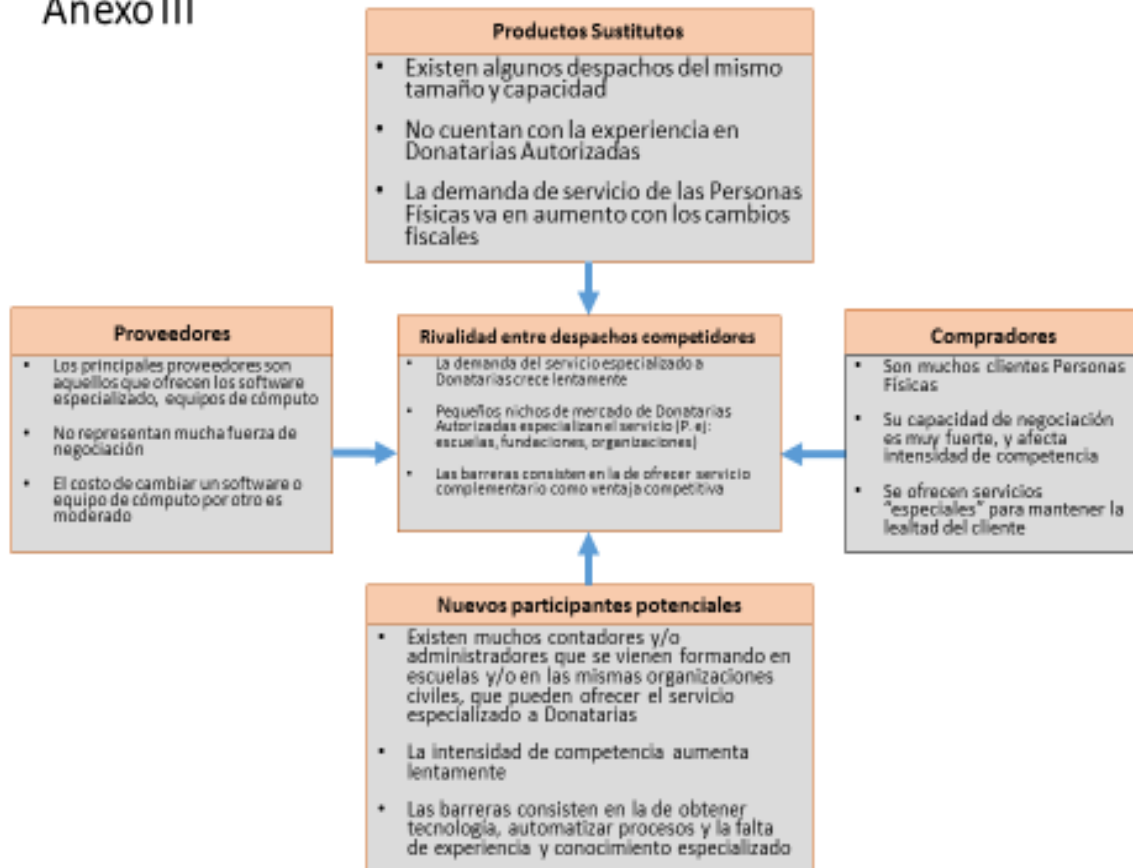 Anexo III
Productos Sustitutos
• Existen algunos despachos del mismo
tamaño y capacidad
• No cuentan con la experiencia en
Donatarias Autorizadas
• La demanda de servicio de las Personas
Físicas va en aumento con los cambios
fiscales
Proveedores
• Los principales proveedores son
aquellos que ofrecen los software
especializado, equipos de cómputo
• No representan mucha fuerza de
negociación
• El costo de cambiar un software o
equipo de cómputo por otro es
moderado
Rivalidad entre despachos competidores
• La demanda del servicio especializado a
Donatarias crece lentamente
• Pequeños nichos de mercado de Donatarias
Autorizadas especializan el servicio (P. ej:
escuelas, fundaciones, organizaciones)
• Las barreras consisten en la de ofrecer servicio
complementario como ventaja competitiva
Compradores
• Son muchos clientes Personas
Físicas
• Su capacidad de negociación
es muy fuerte, y afecta
intensidad de competencia
• Se ofrecen servicios
"especiales" para mantener la
lealtad del cliente
Nuevos participantes potenciales
• Existen muchos contadores y/o
administradores que se vienen formando en
escuelas y/o en las mismas organizaciones
civiles, que pueden ofrecer el servicio
especializado a Donatarias
• La intensidad de competencia aumenta
lentamente
• Las barreras consisten en la de obtener
tecnología, automatizar procesos y la falta
de experiencia y conocimiento especializado